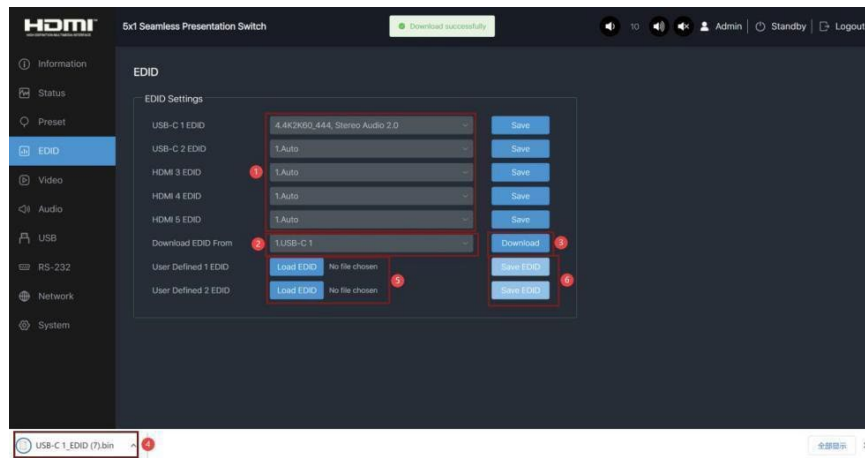 HDMI
5x1 Seamless Presentation Switch
Download successfully
10
Admin
Standby
Logout
Information
Status
Preset
EDID
Video
Audio
USB
RS-232
Network
System
EDID
EDID Settings
USB-C 1 EDID 4.4K2K60_444, Stereo Audio 2.0 Save
USB-C 2 EDID 1.Auto Save
HDMI 3 EDID 1 1.Auto Save
HDMI 4 EDID 1.Auto Save
HDMI 5 EDID 1.Auto Save
Download EDID From 2 1.USB-C 1 Download 3
User Defined 1 EDID Load EDID No file chosen Save EDID
5 6
User Defined 2 EDID Load EDID No file chosen Save EDID
USB-C 1_EDID (7).bin 4
全部显示